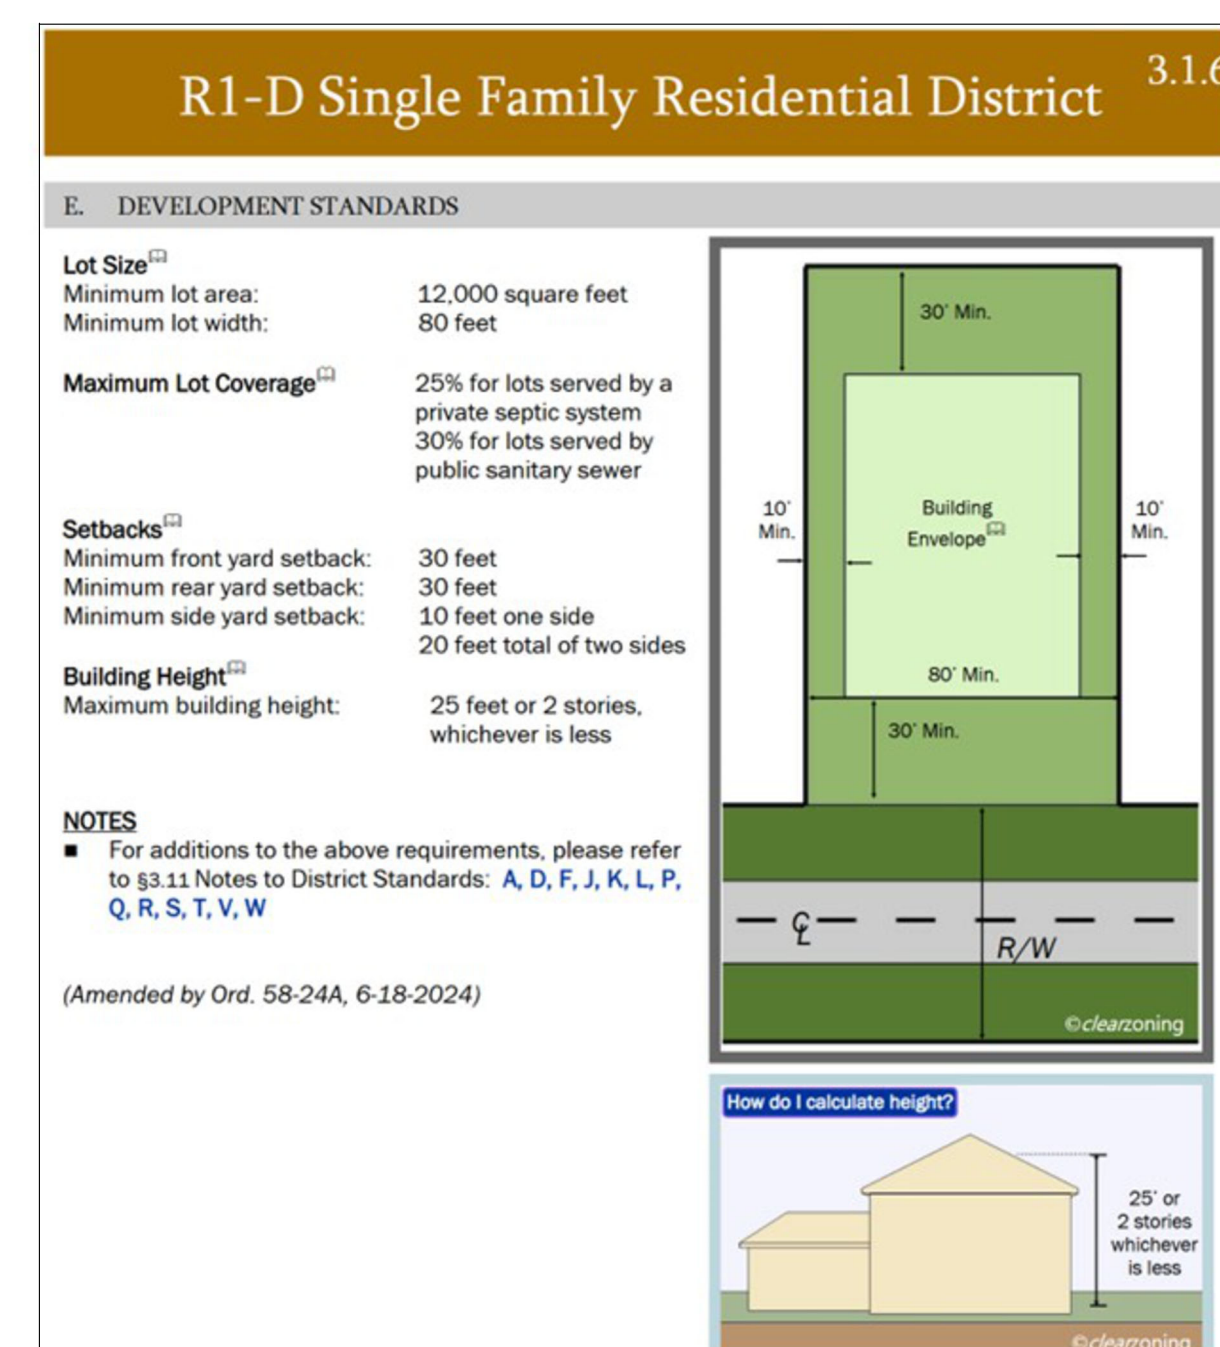 R1-D Single Family Residential District
3.1.6
E. DEVELOPMENT STANDARDS
Lot Size
Minimum lot area: 12,000 square feet
Minimum lot width: 80 feet
Maximum Lot Coverage 25% for lots served by a
private septic system
30% for lots served by
public sanitary sewer
Setbacks
Minimum front yard setback: 30 feet
Minimum rear yard setback: 30 feet
Minimum side yard setback: 10 feet one side
20 feet total of two sides
Building Height
Maximum building height: 25 feet or 2 stories,
whichever is less
NOTES
■ For additions to the above requirements, please refer
to §3.11 Notes to District Standards: A, D, F, J, K, L, P,
Q, R, S, T, V, W
(Amended by Ord. 58-24A, 6-18-2024)
30' Min.
10'
Min.
Building
Envelope
10'
Min.
80' Min.
30' Min.
CL
R/W
©clearzoning
How do I calculate height?
25' or
2 stories
whichever
is less
©clearzoning